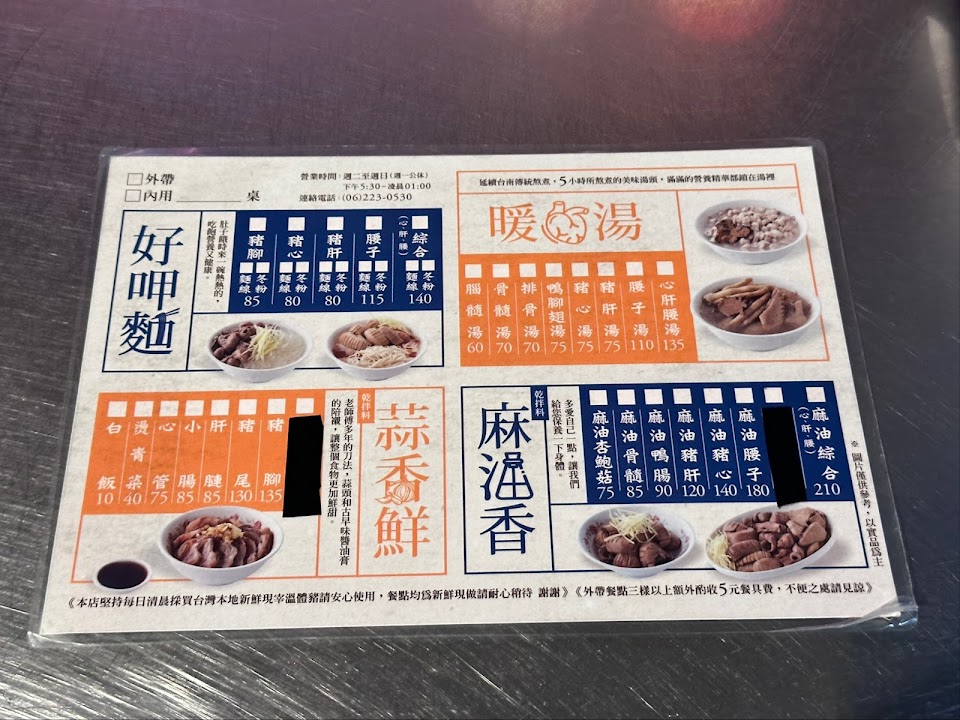 外帶
內用 桌
營業時間：週二至週日(週一公休)
下午5:30-凌晨01:00
連絡電話：(06)223-0530
好呷麵
肚子餓時來一碗熱熱的，
吃飽營養又健康。
豬腳 麵線 冬粉 85
豬心 麵線 冬粉 80
豬肝 麵線 冬粉 80
腰子 麵線 冬粉 115
綜合(心·肝·腰) 麵線 冬粉 140
延續台南傳統熬煮，5小時所熬煮的美味湯頭，滿滿的營養精華都鎖在湯裡
暖心湯
腦髓湯 60
骨髓湯 70
排骨湯 70
鴨腳翅湯 75
豬心湯 75
豬肝湯 75
腰子湯 110
心肝腰湯 135
白飯 10
燙青菜 40
心管 75
小腸 85
肝腱 85
豬尾 130
豬腳 135
乾拌料
蒜香鮮
老師傅多年的刀法，蒜頭和古早味醬油膏
的陪襯，讓整個食物更加鮮甜。
乾拌料
麻油香
多愛自己一點，讓我們
給您保養一下身體。
麻油杏鮑菇 75
麻油骨髓 85
麻油鴨腸 90
麻油豬肝 120
麻油豬心 140
麻油腰子 180
麻油綜合(心·肝·腰) 210
※ 圖片僅供參考，以實品為主
《本店堅持每日清晨採買台灣本地新鮮現宰溫體豬請安心使用，餐點均為新鮮現做請耐心稍待 謝謝》《外帶餐點三樣以上額外酌收5元餐具費，不便之處請見諒》